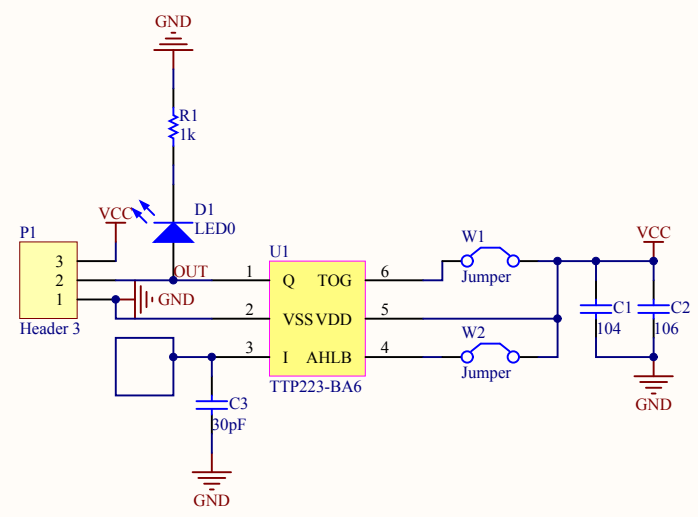 GND
R1
1k
VCC
D1
LED0
P1
3
2
1
Header 3
OUT
GND
U1
1 Q TOG 6
2 VSS VDD 5
3 I AHLB 4
TTP223-BA6
W1
Jumper
W2
Jumper
VCC
C1
104
C2
106
GND
C3
30pF
GND